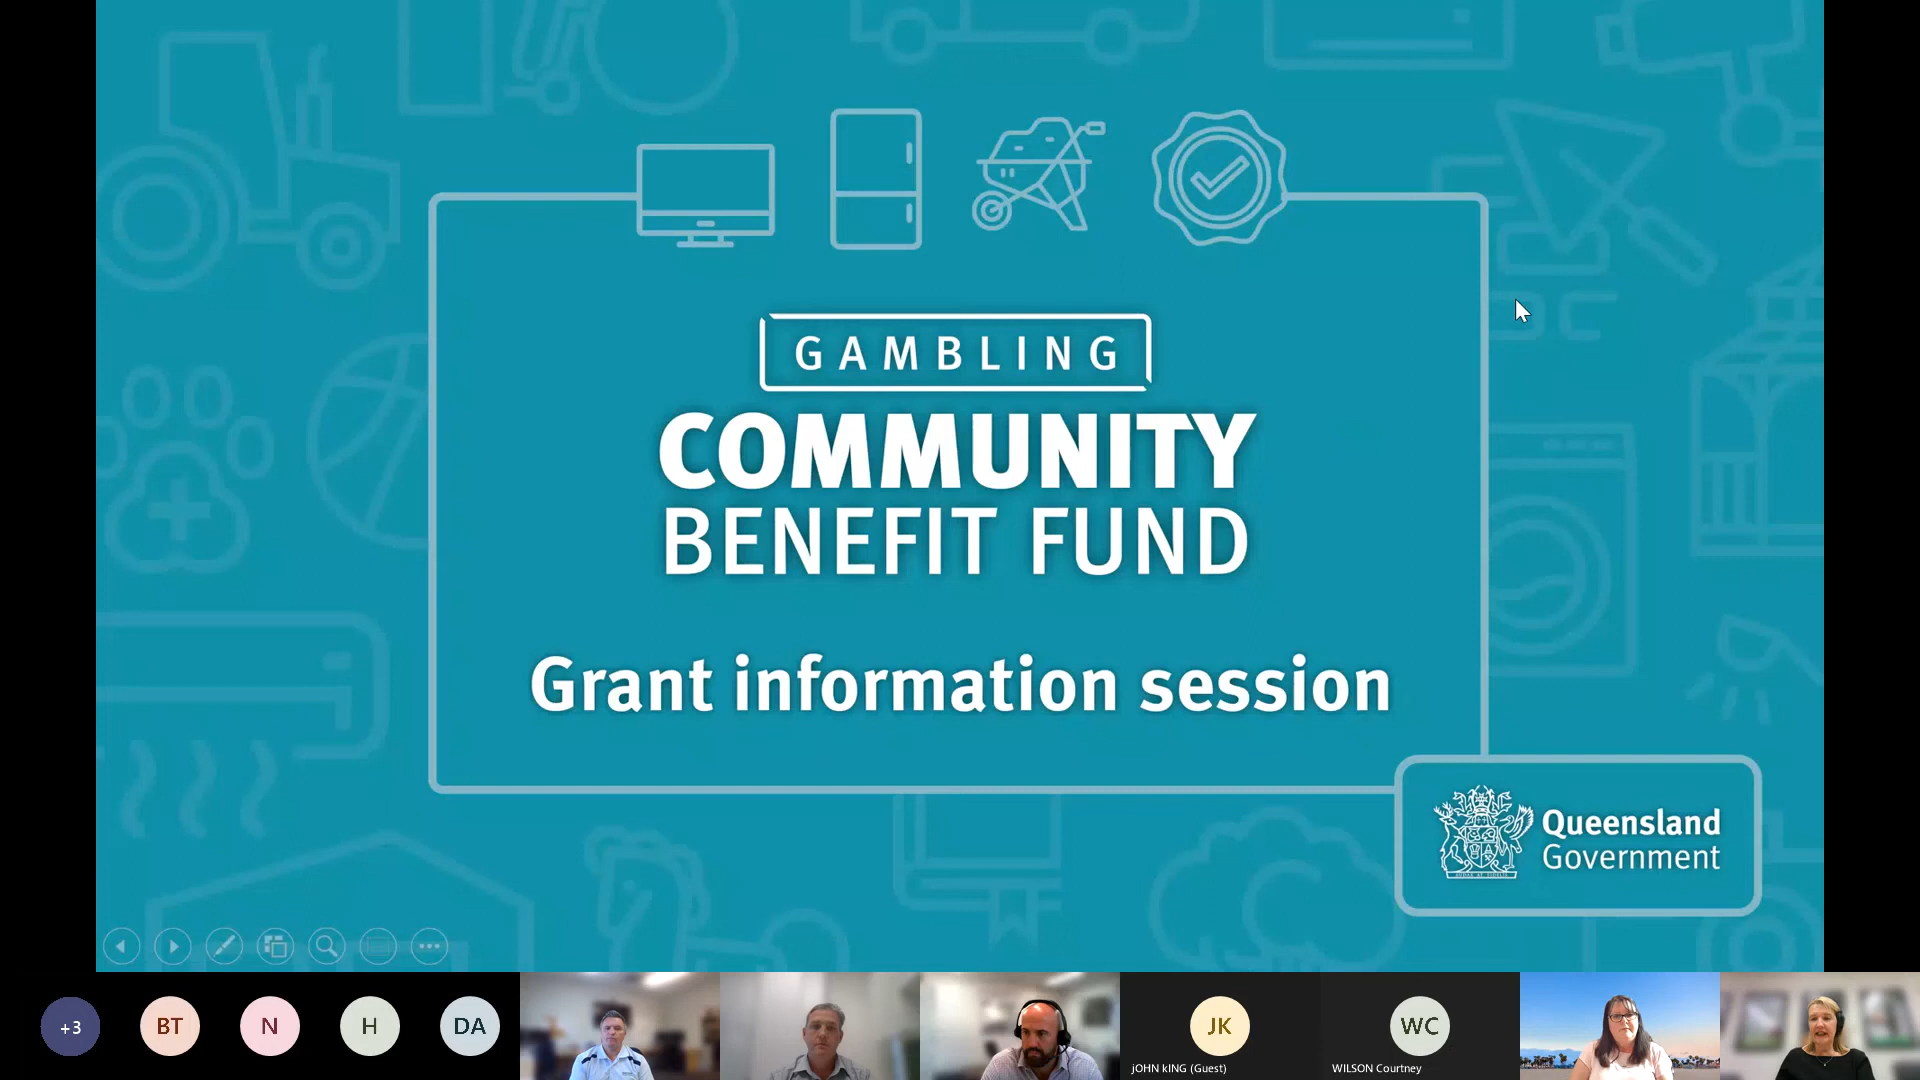 GAMBLING
COMMUNITY
BENEFIT FUND
Grant information session
Queensland
Government
+3
BT
N
H
DA
JK
jOHN kING (Guest)
WC
WILSON Courtney